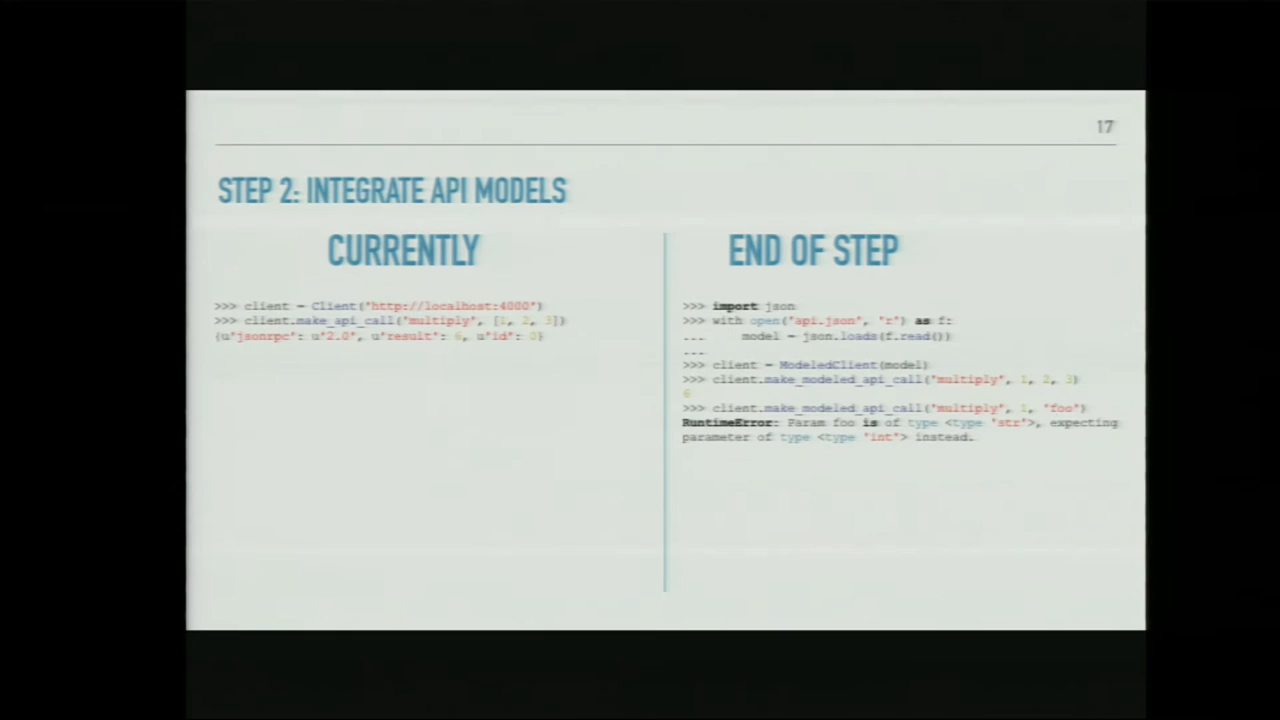 17
STEP 2: INTEGRATE API MODELS
CURRENTLY
>>> client = Client("http://localhost:4000")
>>> client.make_api_call("multiply", [1, 2, 3])
{u'jsonrpc': u'2.0', u'result': 6, u'id': 0}
END OF STEP
>>> import json
>>> with open("api.json", "r") as f:
...     model = json.loads(f.read())
...
>>> client = ModeledClient(model)
>>> client.make_modeled_api_call("multiply", 1, 2, 3)
6
>>> client.make_modeled_api_call("multiply", 1, "foo")
RuntimeError: Param foo is of type <type 'str'>, expecting
parameter of type <type 'int'> instead.